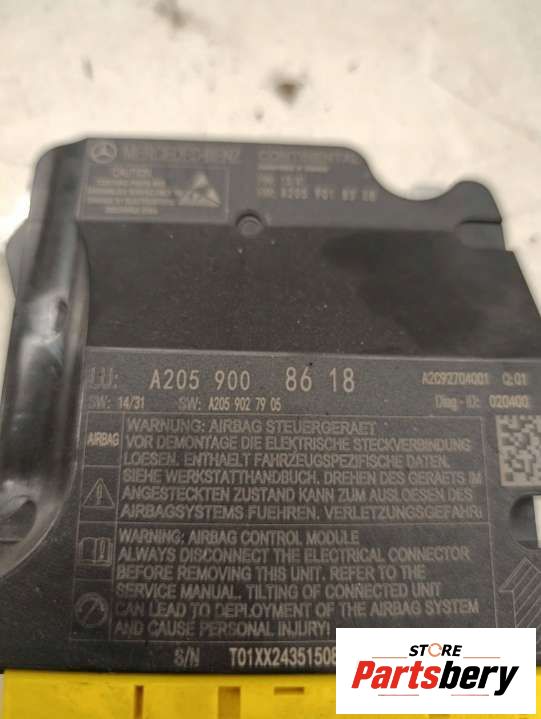 MERCEDES-BENZ CONTINENTAL
CAUTION
A205 901
A205 900 86 18
A2C92704001 Q:01
SW: 14/31 SW: A205 902 79 05
Diag-ID: 020400
AIRBAG
WARNUNG: AIRBAG STEUERGERAET
VOR DEMONTAGE DIE ELEKTRISCHE STECKVERBINDUNG
LOESEN. ENTHAELT FAHRZEUGSPEZIFISCHE DATEN.
SIEHE WERKSTATTHANDBUCH. DREHEN DES GERAETS IM
ANGESTECKTEN ZUSTAND KANN ZUM AUSLOESEN DES
AIRBAGSYSTEMS FUEHREN. VERLETZUNGSGEFAHR!
WARNING: AIRBAG CONTROL MODULE
ALWAYS DISCONNECT THE ELECTRICAL CONNECTOR
BEFORE REMOVING THIS UNIT. REFER TO THE
SERVICE MANUAL. TILTING OF CONNECTED UNIT
CAN LEAD TO DEPLOYMENT OF THE AIRBAG SYSTEM
AND CAUSE PERSONAL INJURY!
S/N T01XX24351508
STORE
Partsbery